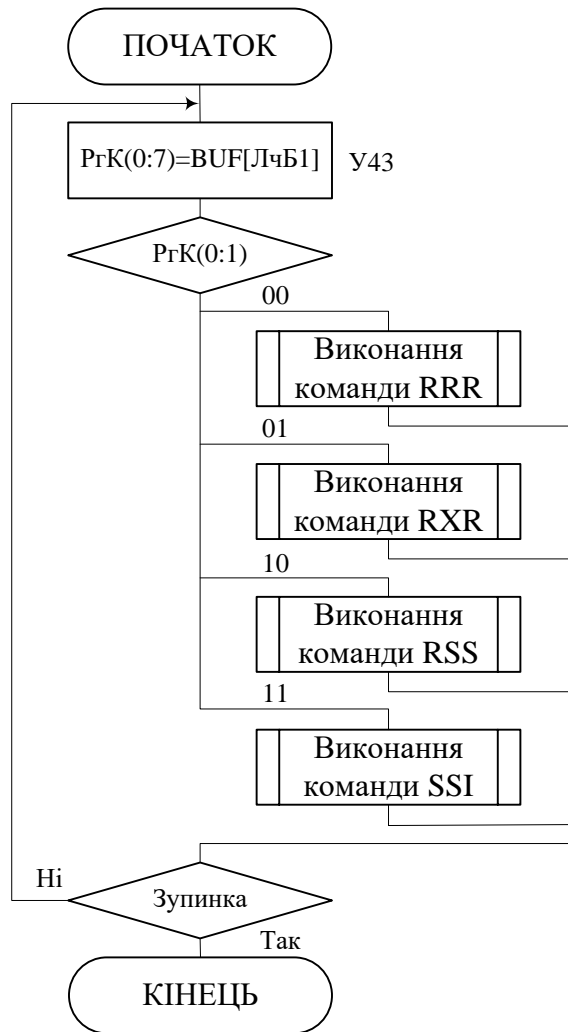 ПОЧАТОК
РгК(0:7)=BUF[ЛчБ1]
У43
РгК(0:1)
00
Виконання
команди RRR
01
Виконання
команди RXR
10
Виконання
команди RSS
11
Виконання
команди SSI
Ні
Зупинка
Так
КІНЕЦЬ